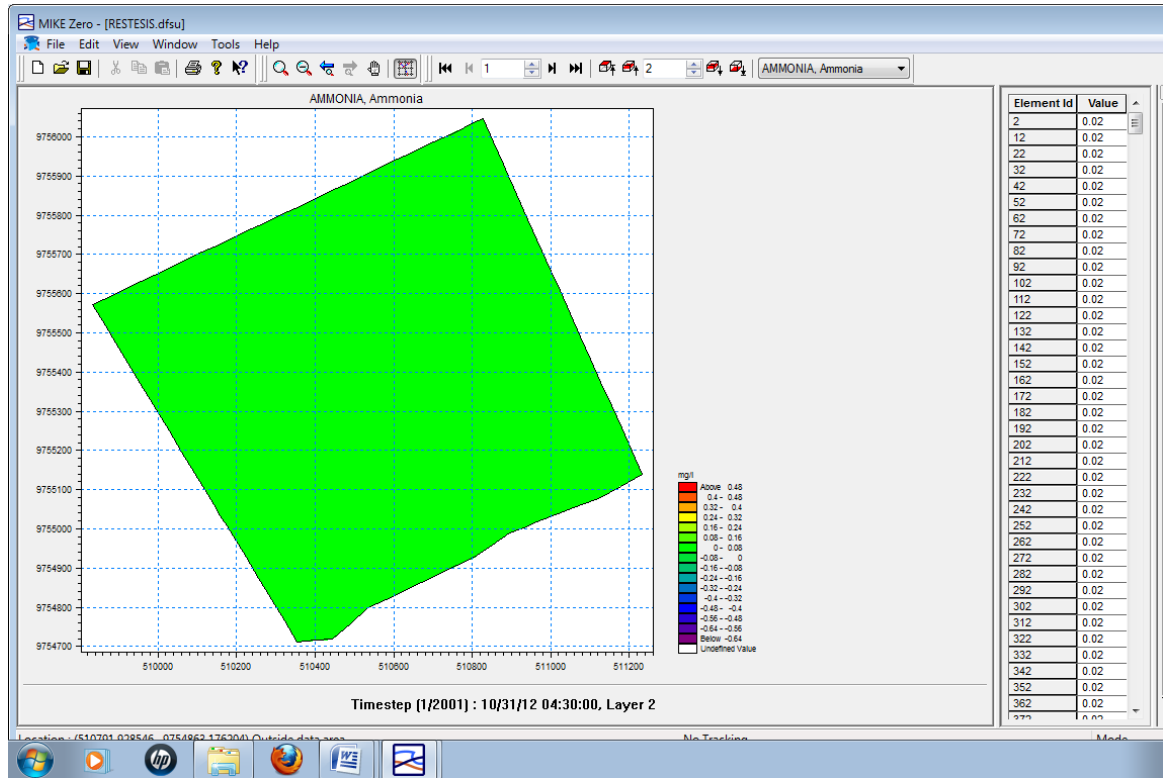 MIKE Zero - [RESTESIS.dfsu]
File Edit View Window Tools Help
1 2 AMMONIA, Ammonia
AMMONIA, Ammonia
9756000
9755900
9755800
9755700
9755600
9755500
9755400
9755300
9755200
9755100
9755000
9754900
9754800
9754700
510000 510200 510400 510600 510800 511000 511200
mg/l
Above 0.48
0.4 - 0.48
0.32 - 0.4
0.24 - 0.32
0.16 - 0.24
0.08 - 0.16
0 - 0.08
-0.08 - 0
-0.16 - -0.08
-0.24 - -0.16
-0.32 - -0.24
-0.4 - -0.32
-0.48 - -0.4
-0.56 - -0.48
-0.64 - -0.56
Below -0.64
Undefined Value
Timestep (1/2001) : 10/31/12 04:30:00, Layer 2
Element Id Value
2 0.02
12 0.02
22 0.02
32 0.02
42 0.02
52 0.02
62 0.02
72 0.02
82 0.02
92 0.02
102 0.02
112 0.02
122 0.02
132 0.02
142 0.02
152 0.02
162 0.02
172 0.02
182 0.02
192 0.02
202 0.02
212 0.02
222 0.02
232 0.02
242 0.02
252 0.02
262 0.02
272 0.02
282 0.02
292 0.02
302 0.02
312 0.02
322 0.02
332 0.02
342 0.02
352 0.02
362 0.02
372 0.02
Location : (510791.928546, 9754863.176204) Outside data area No Tracking Mode
hp